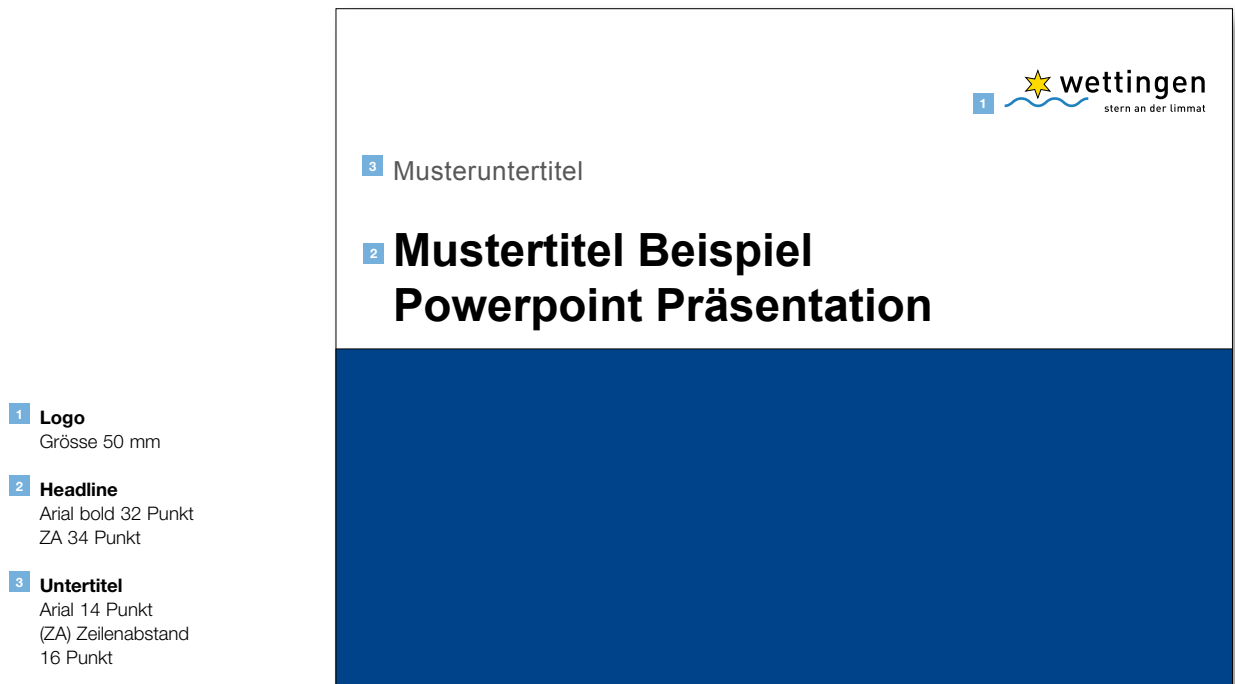 wettingen
stern an der limmat
1
3 Musteruntertitel
2 Mustertitel Beispiel
Powerpoint Präsentation
1 Logo
Grösse 50 mm
2 Headline
Arial bold 32 Punkt
ZA 34 Punkt
3 Untertitel
Arial 14 Punkt
(ZA) Zeilenabstand
16 Punkt